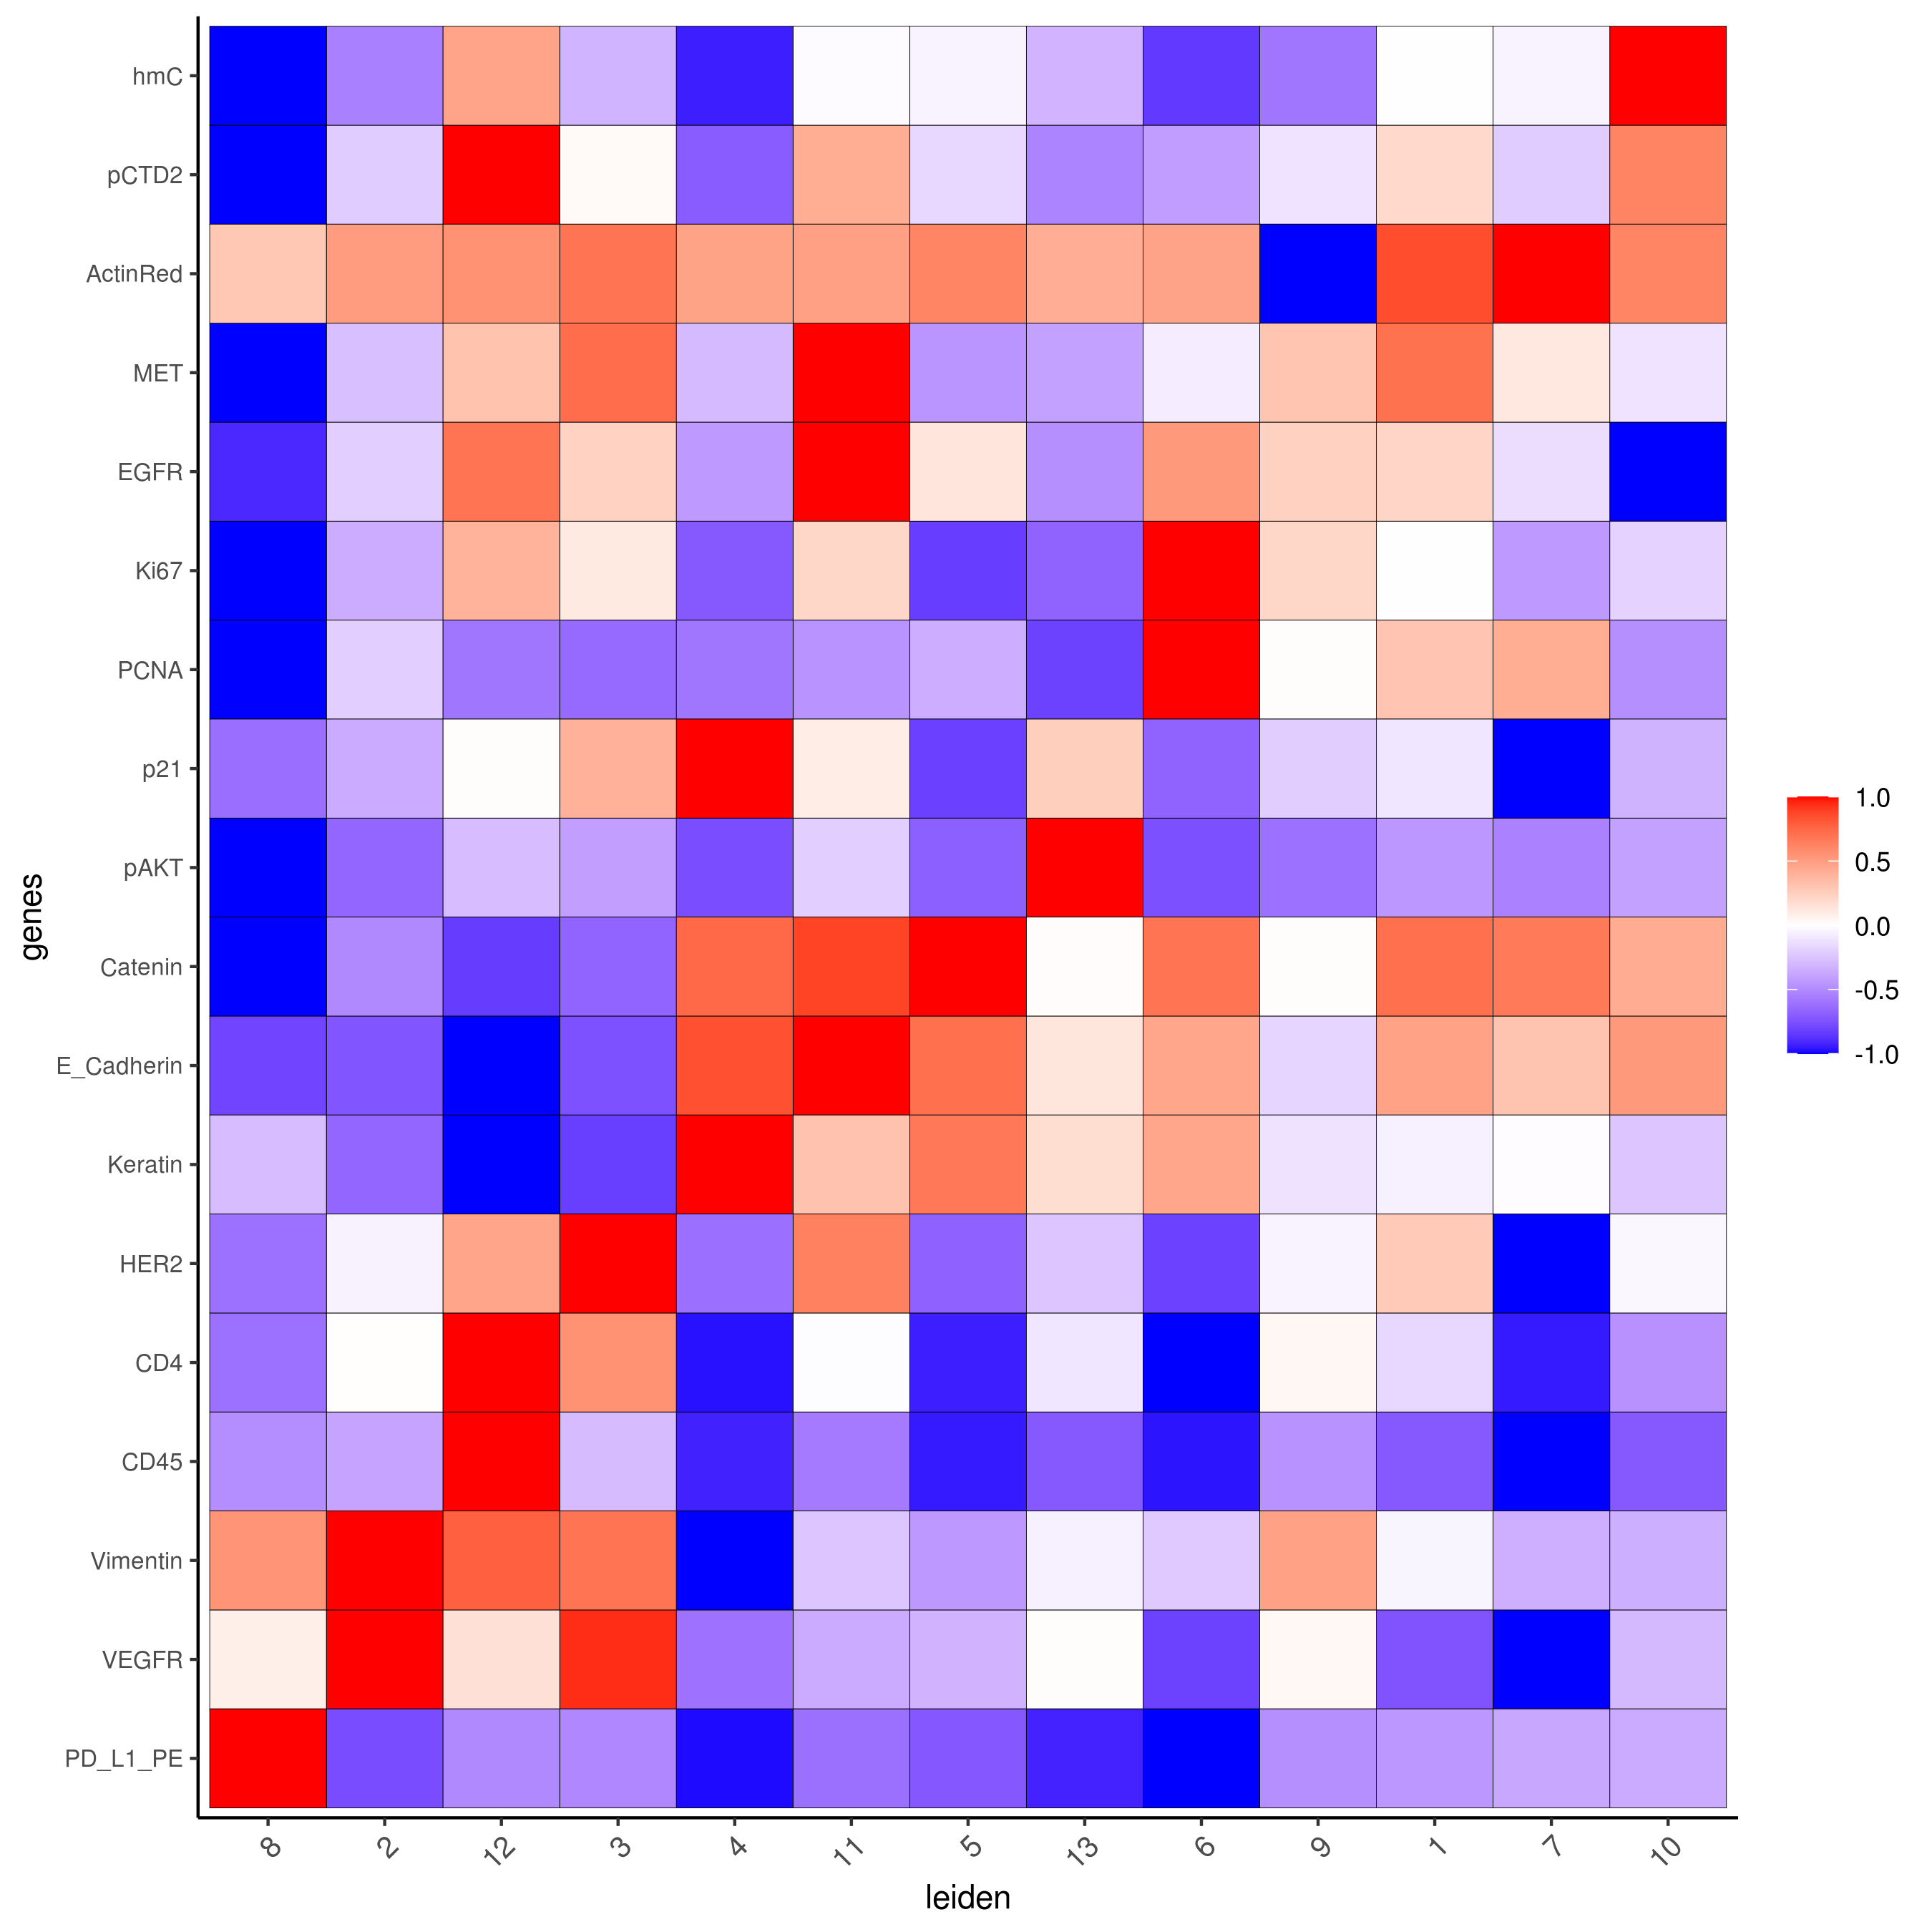 hmC
pCTD2
ActinRed
MET
EGFR
Ki67
PCNA
p21
pAKT
Catenin
E_Cadherin
Keratin
HER2
CD4
CD45
Vimentin
VEGFR
PD_L1_PE
genes
8 2 12 3 4 11 5 13 6 9 1 7 10
leiden
1.0
0.5
0.0
-0.5
-1.0